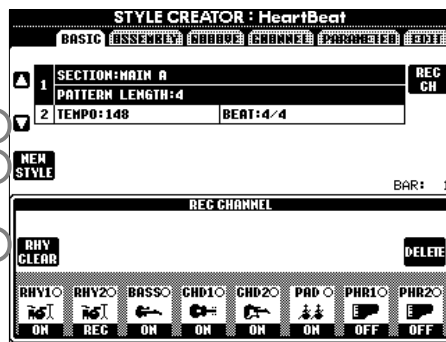 STYLE CREATOR : HeartBeat
BASIC ASSEMBLY GROOVE CHANNEL PARAMETER EDIT
1 SECTION:MAIN A
PATTERN LENGTH:4
REC CH
2 TEMPO:148 BEAT:4/4
NEW STYLE
BAR: 1
REC CHANNEL
RHY CLEAR
DELETE
RHY1 RHY2 BASS CHD1 CHD2 PAD PHR1 PHR2
ON REC ON ON ON ON OFF OFF